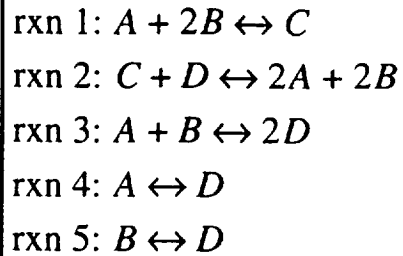 rxn 1: A + 2B ↔ C
rxn 2: C + D ↔ 2A + 2B
rxn 3: A + B ↔ 2D
rxn 4: A ↔ D
rxn 5: B ↔ D